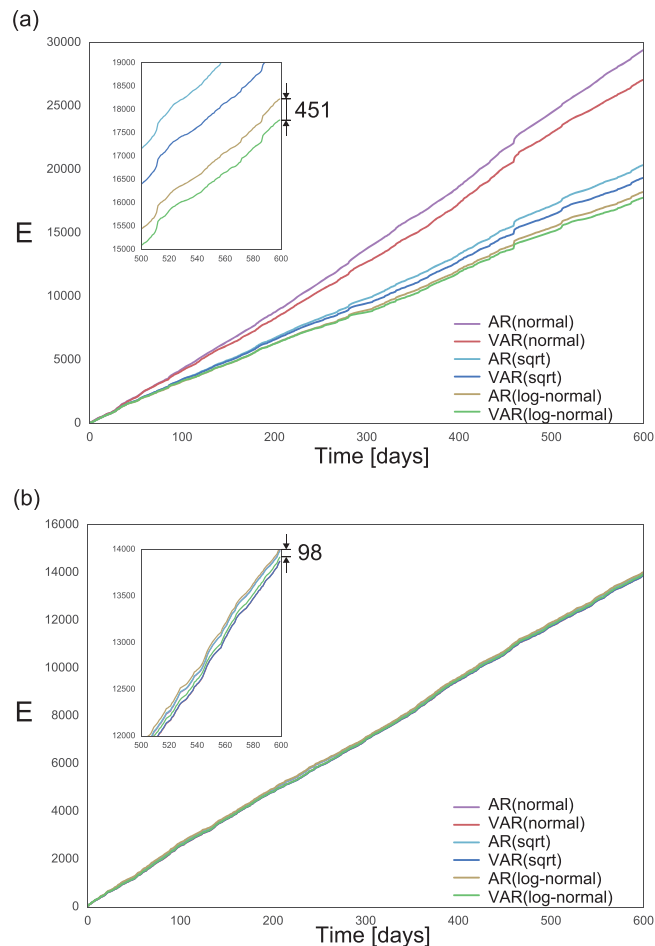 (a)
30000
25000
20000
15000
10000
5000
0
E
19000
18500
18000
17500
17000
16500
16000
15500
15000
500 520 540 560 580 600
451
AR(normal)
VAR(normal)
AR(sqrt)
VAR(sqrt)
AR(log-normal)
VAR(log-normal)
0 100 200 300 400 500 600
Time [days]
(b)
16000
14000
12000
10000
8000
6000
4000
2000
0
E
14000
13500
13000
12500
12000
500 520 540 560 580 600
98
AR(normal)
VAR(normal)
AR(sqrt)
VAR(sqrt)
AR(log-normal)
VAR(log-normal)
0 100 200 300 400 500 600
Time [days]